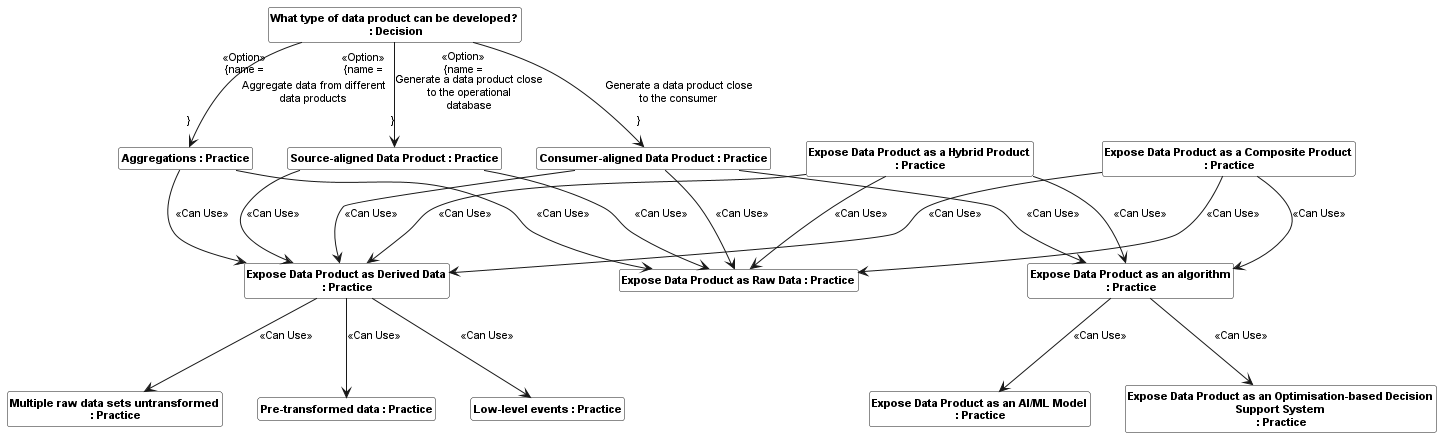 What type of data product can be developed?
: Decision
«Option»
{name =
Aggregate data from different
data products
}
«Option»
{name =
Generate a data product close
to the operational
database
}
«Option»
{name =
Generate a data product close
to the consumer
}
Aggregations : Practice
Source-aligned Data Product : Practice
Consumer-aligned Data Product : Practice
Expose Data Product as a Hybrid Product
: Practice
Expose Data Product as a Composite Product
: Practice
«Can Use»
«Can Use»
«Can Use»
«Can Use»
«Can Use»
«Can Use»
«Can Use»
«Can Use»
«Can Use»
«Can Use»
«Can Use»
«Can Use»
«Can Use»
Expose Data Product as Derived Data
: Practice
Expose Data Product as Raw Data : Practice
Expose Data Product as an algorithm
: Practice
«Can Use»
«Can Use»
«Can Use»
«Can Use»
«Can Use»
Multiple raw data sets untransformed
: Practice
Pre-transformed data : Practice
Low-level events : Practice
Expose Data Product as an AI/ML Model
: Practice
Expose Data Product as an Optimisation-based Decision
Support System
: Practice